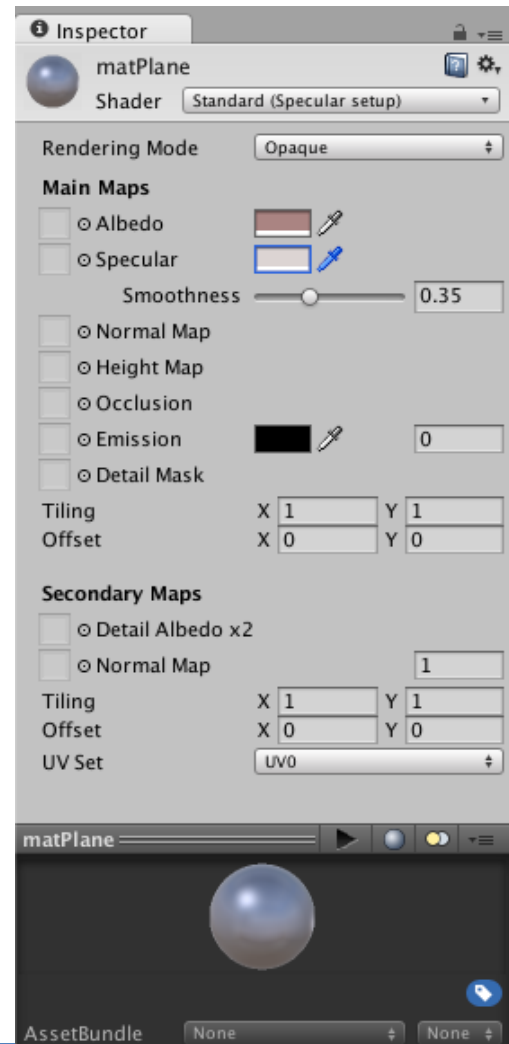 Inspector
matPlane
Shader Standard (Specular setup)
Rendering Mode Opaque
Main Maps
Albedo
Specular
Smoothness 0.35
Normal Map
Height Map
Occlusion
Emission 0
Detail Mask
Tiling X 1 Y 1
Offset X 0 Y 0
Secondary Maps
Detail Albedo x2
Normal Map 1
Tiling X 1 Y 1
Offset X 0 Y 0
UV Set UV0
matPlane
AssetBundle None None